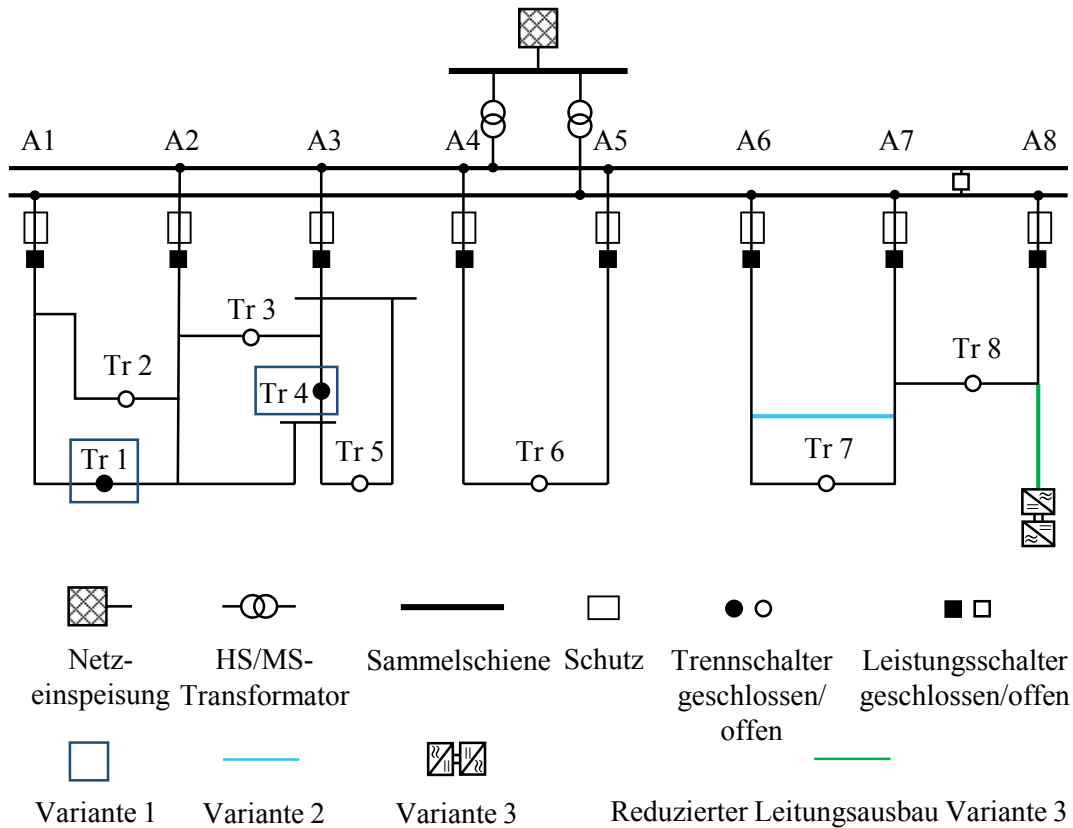 A1 A2 A3 A4 A5 A6 A7 A8
Tr 3
Tr 2
Tr 4
Tr 8
Tr 1
Tr 5
Tr 6
Tr 7
Netz-
einspeisung
HS/MS-
Transformator
Sammelschiene
Schutz
Trennschalter
geschlossen/
offen
Leistungsschalter
geschlossen/offen
Variante 1
Variante 2
Variante 3
Reduzierter Leitungsausbau Variante 3